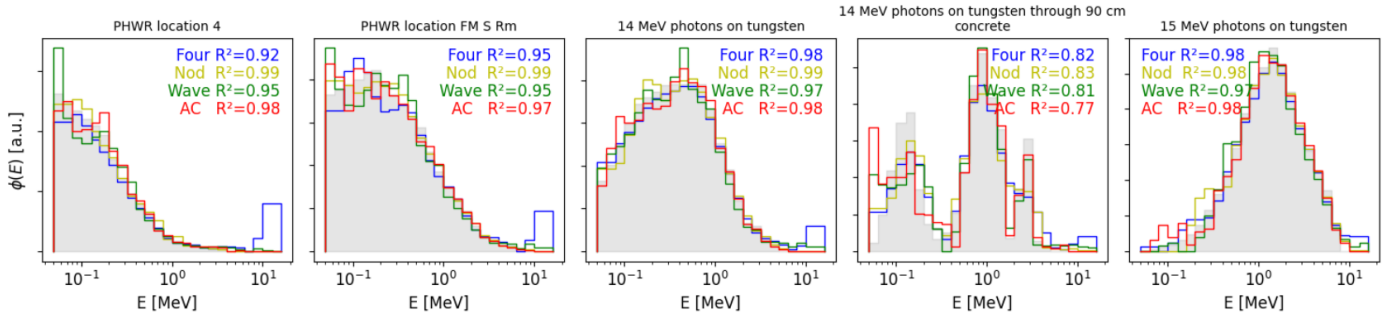 PHWR location 4
Four R²=0.92
Nod R²=0.99
Wave R²=0.95
AC R²=0.98
ϕ(E) [a.u.]
10⁻¹ 10⁰ 10¹
E [MeV]
PHWR location FM S Rm
Four R²=0.95
Nod R²=0.99
Wave R²=0.95
AC R²=0.97
10⁻¹ 10⁰ 10¹
E [MeV]
14 MeV photons on tungsten
Four R²=0.98
Nod R²=0.99
Wave R²=0.97
AC R²=0.98
10⁻¹ 10⁰ 10¹
E [MeV]
14 MeV photons on tungsten through 90 cm
concrete
Four R²=0.82
Nod R²=0.83
Wave R²=0.81
AC R²=0.77
10⁻¹ 10⁰ 10¹
E [MeV]
15 MeV photons on tungsten
Four R²=0.98
Nod R²=0.98
Wave R²=0.97
AC R²=0.98
10⁻¹ 10⁰ 10¹
E [MeV]